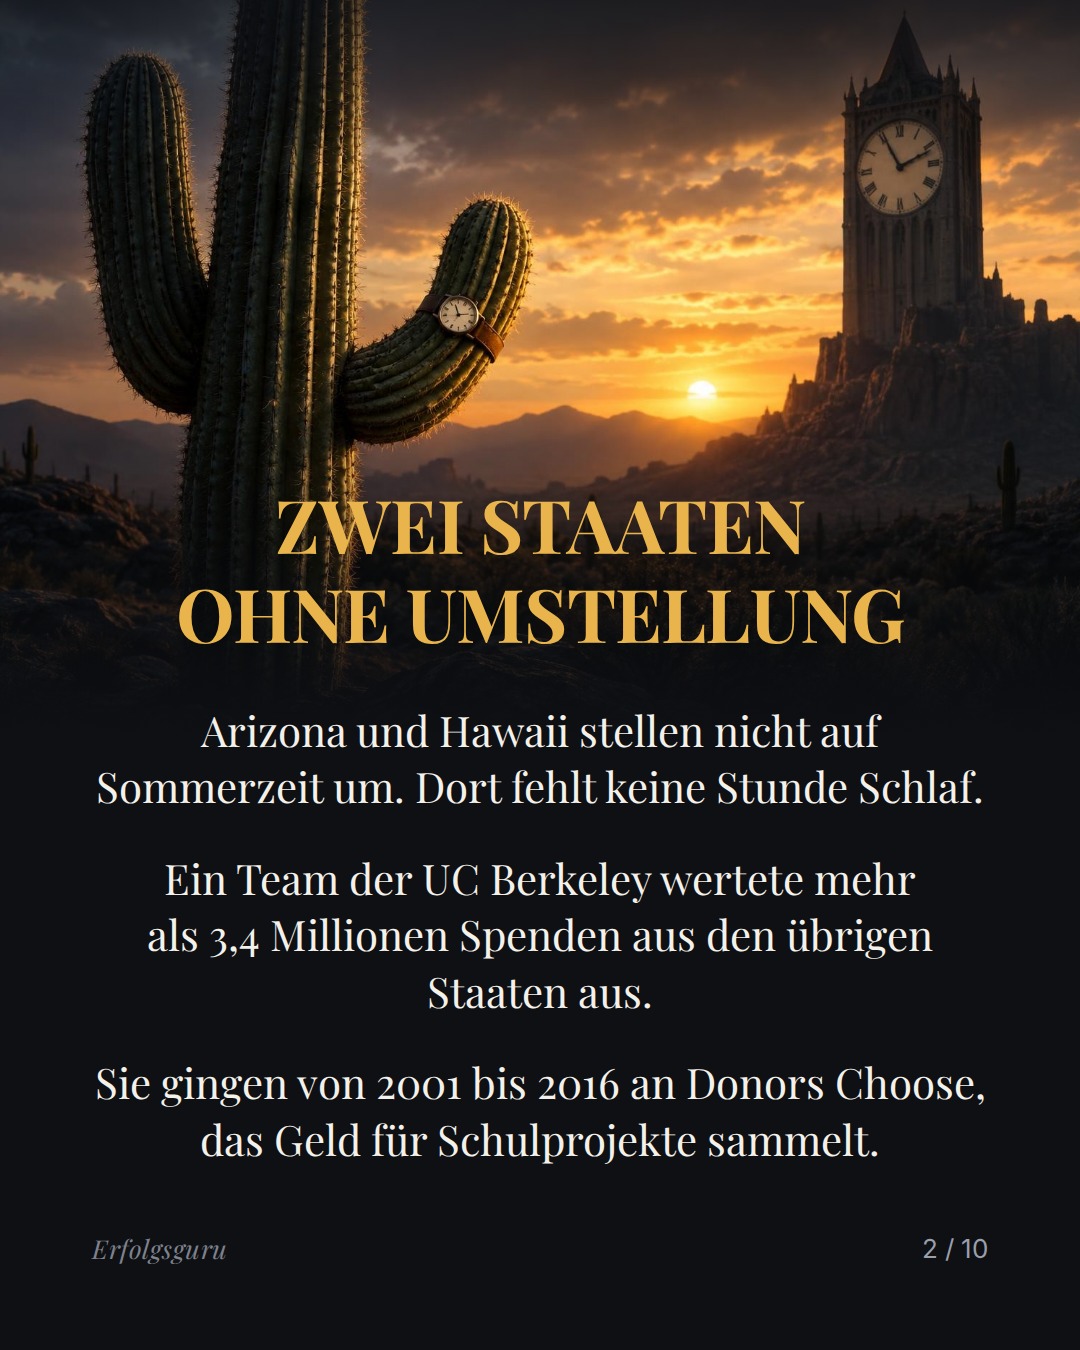 ZWEI STAATEN
OHNE UMSTELLUNG
Arizona und Hawaii stellen nicht auf
Sommerzeit um. Dort fehlt keine Stunde Schlaf.
Ein Team der UC Berkeley wertete mehr
als 3,4 Millionen Spenden aus den übrigen
Staaten aus.
Sie gingen von 2001 bis 2016 an Donors Choose,
das Geld für Schulprojekte sammelt.
Erfolgsguru
2 / 10